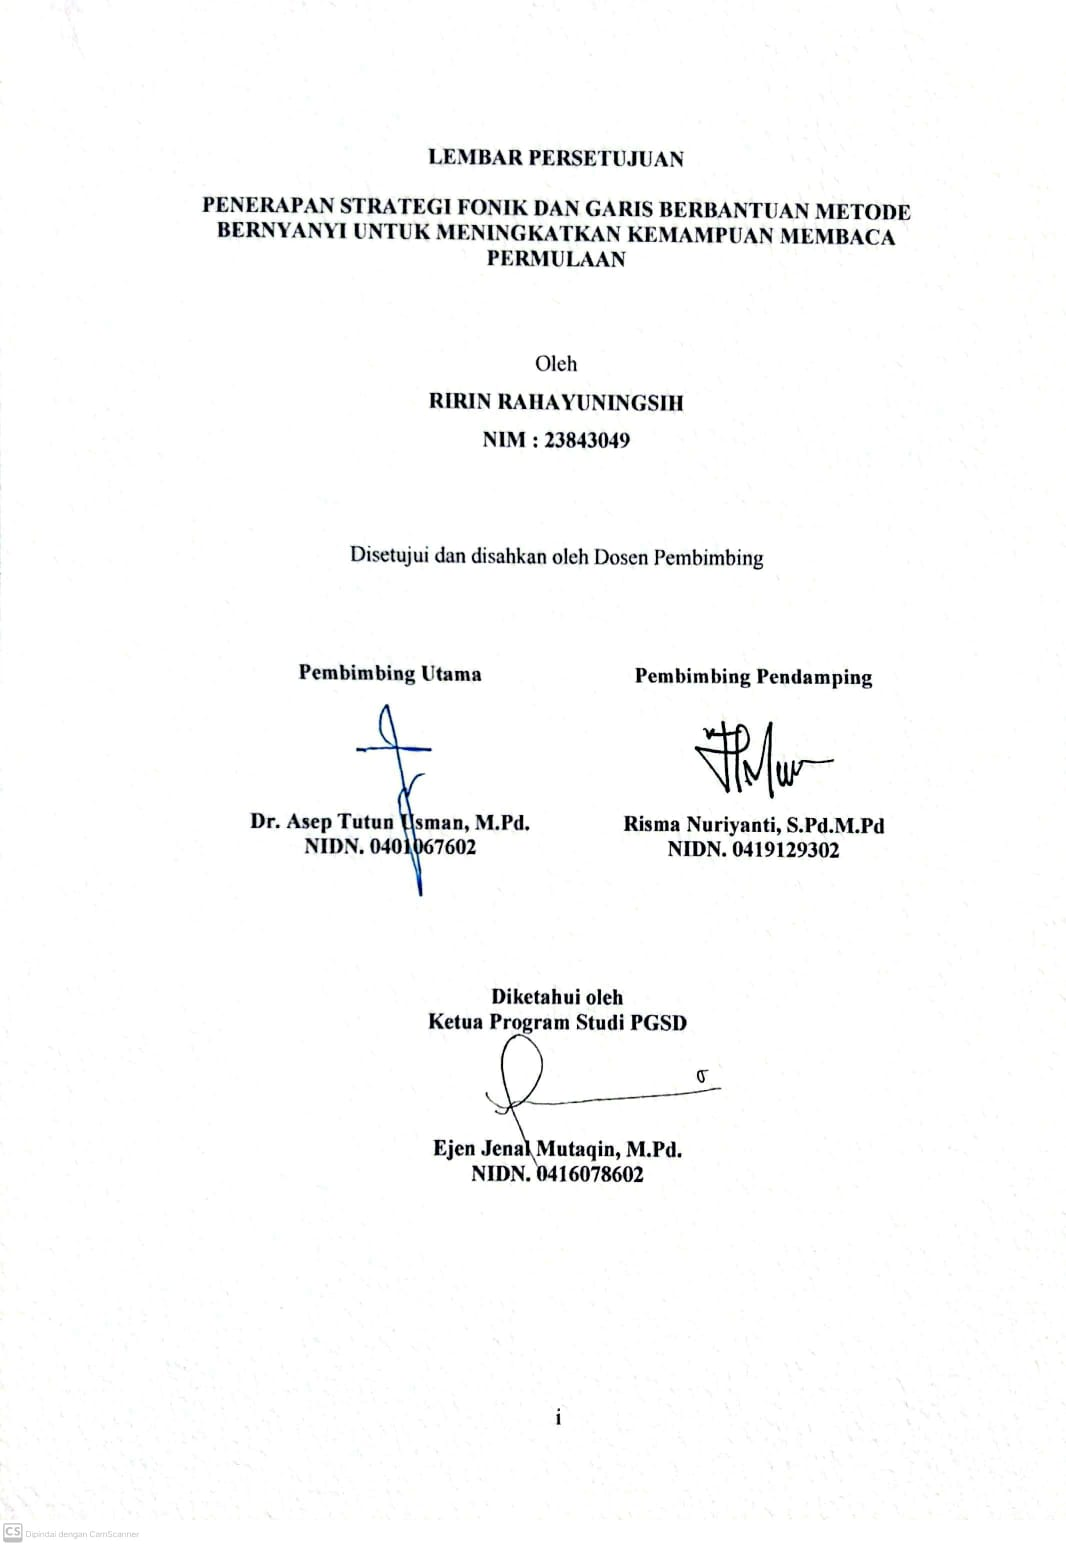 LEMBAR PERSETUJUAN
PENERAPAN STRATEGI FONIK DAN GARIS BERBANTUAN METODE
BERNYANYI UNTUK MENINGKATKAN KEMAMPUAN MEMBACA
PERMULAAN
Oleh
RIRIN RAHAYUNINGSIH
NIM : 23843049
Disetujui dan disahkan oleh Dosen Pembimbing
Pembimbing Utama
Dr. Asep Tutun Usman, M.Pd.
NIDN. 0401067602
Pembimbing Pendamping
Risma Nuriyanti, S.Pd.M.Pd
NIDN. 0419129302
Diketahui oleh
Ketua Program Studi PGSD
Ejen Jenal Mutaqin, M.Pd.
NIDN. 0416078602
i
CS Dipindai dengan CamScanner